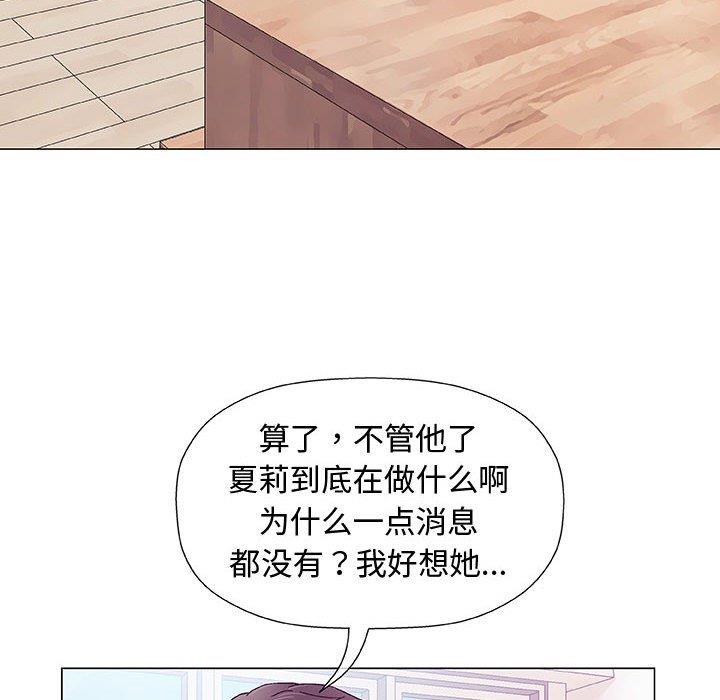 算了，不管他了
夏莉到底在做什么啊
为什么一点消息
都没有？我好想她...